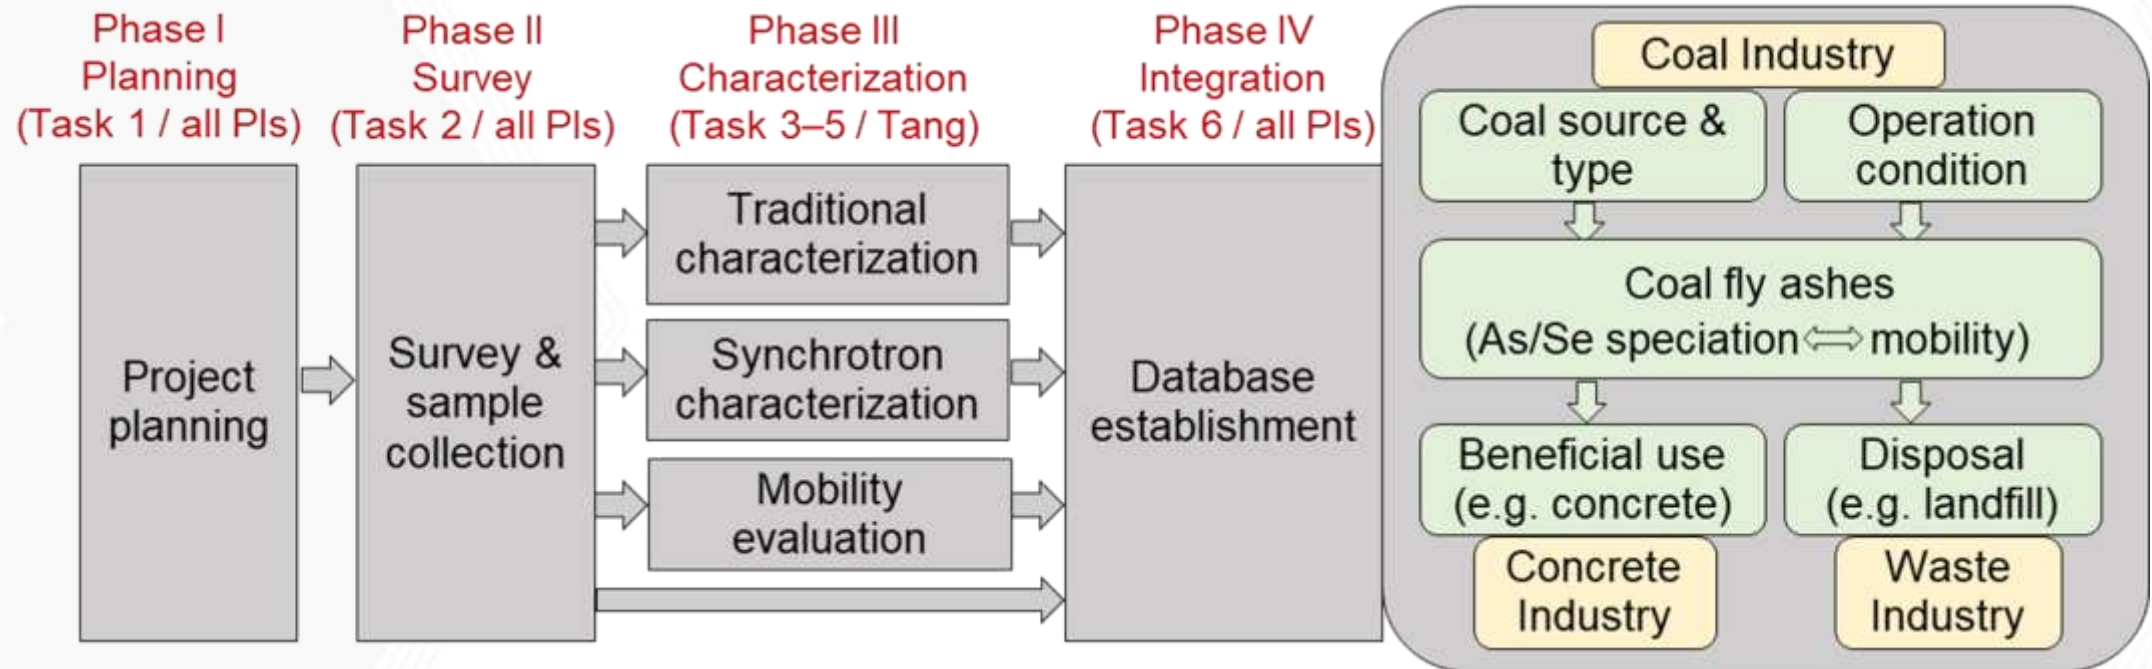 Phase I
Planning
(Task 1 / all PIs)
Phase II
Survey
(Task 2 / all PIs)
Phase III
Characterization
(Task 3–5 / Tang)
Phase IV
Integration
(Task 6 / all PIs)
Project
planning
Survey &
sample
collection
Traditional
characterization
Synchrotron
characterization
Mobility
evaluation
Database
establishment
Coal Industry
Coal source &
type
Operation
condition
Coal fly ashes
(As/Se speciation⇔mobility)
Beneficial use
(e.g. concrete)
Disposal
(e.g. landfill)
Concrete
Industry
Waste
Industry